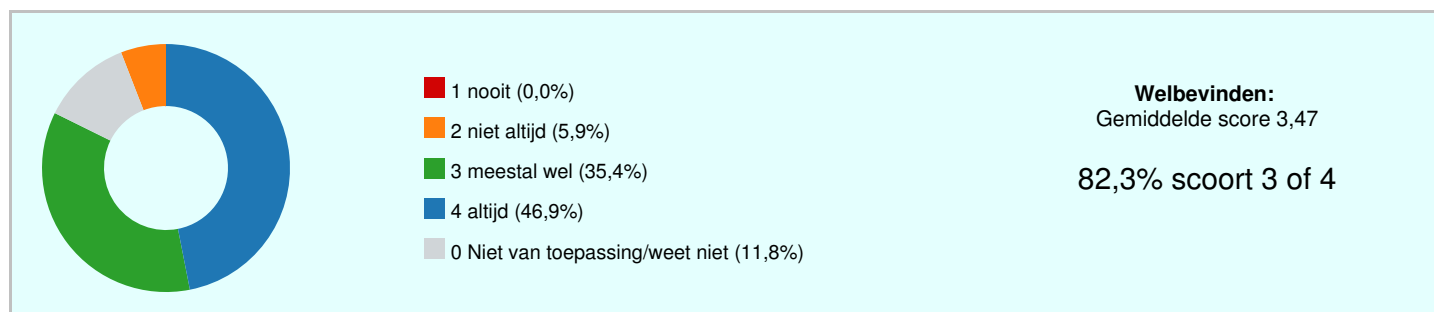 1 nooit (0,0%)
2 niet altijd (5,9%)
3 meestal wel (35,4%)
4 altijd (46,9%)
0 Niet van toepassing/weet niet (11,8%)
Welbevinden:
Gemiddelde score 3,47
82,3% scoort 3 of 4